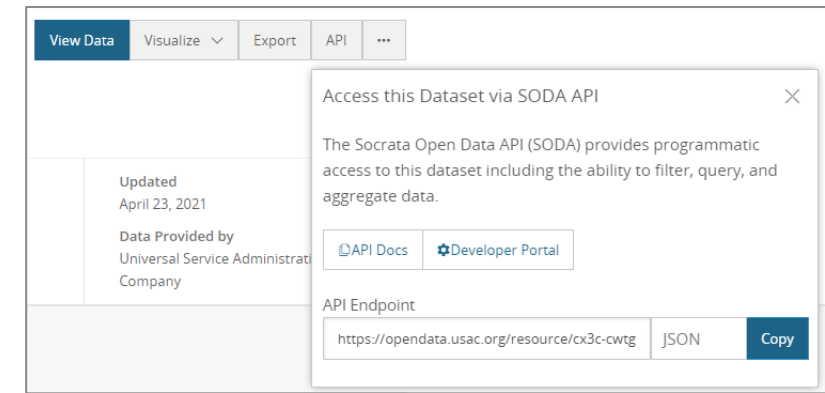 View Data Visualize Export API ···
Access this Dataset via SODA API
The Socrata Open Data API (SODA) provides programmatic
access to this dataset including the ability to filter, query, and
aggregate data.
API Docs Developer Portal
API Endpoint
https://opendata.usac.org/resource/cx3c-cwtg JSON Copy
Updated
April 23, 2021
Data Provided by
Universal Service Administrati
Company